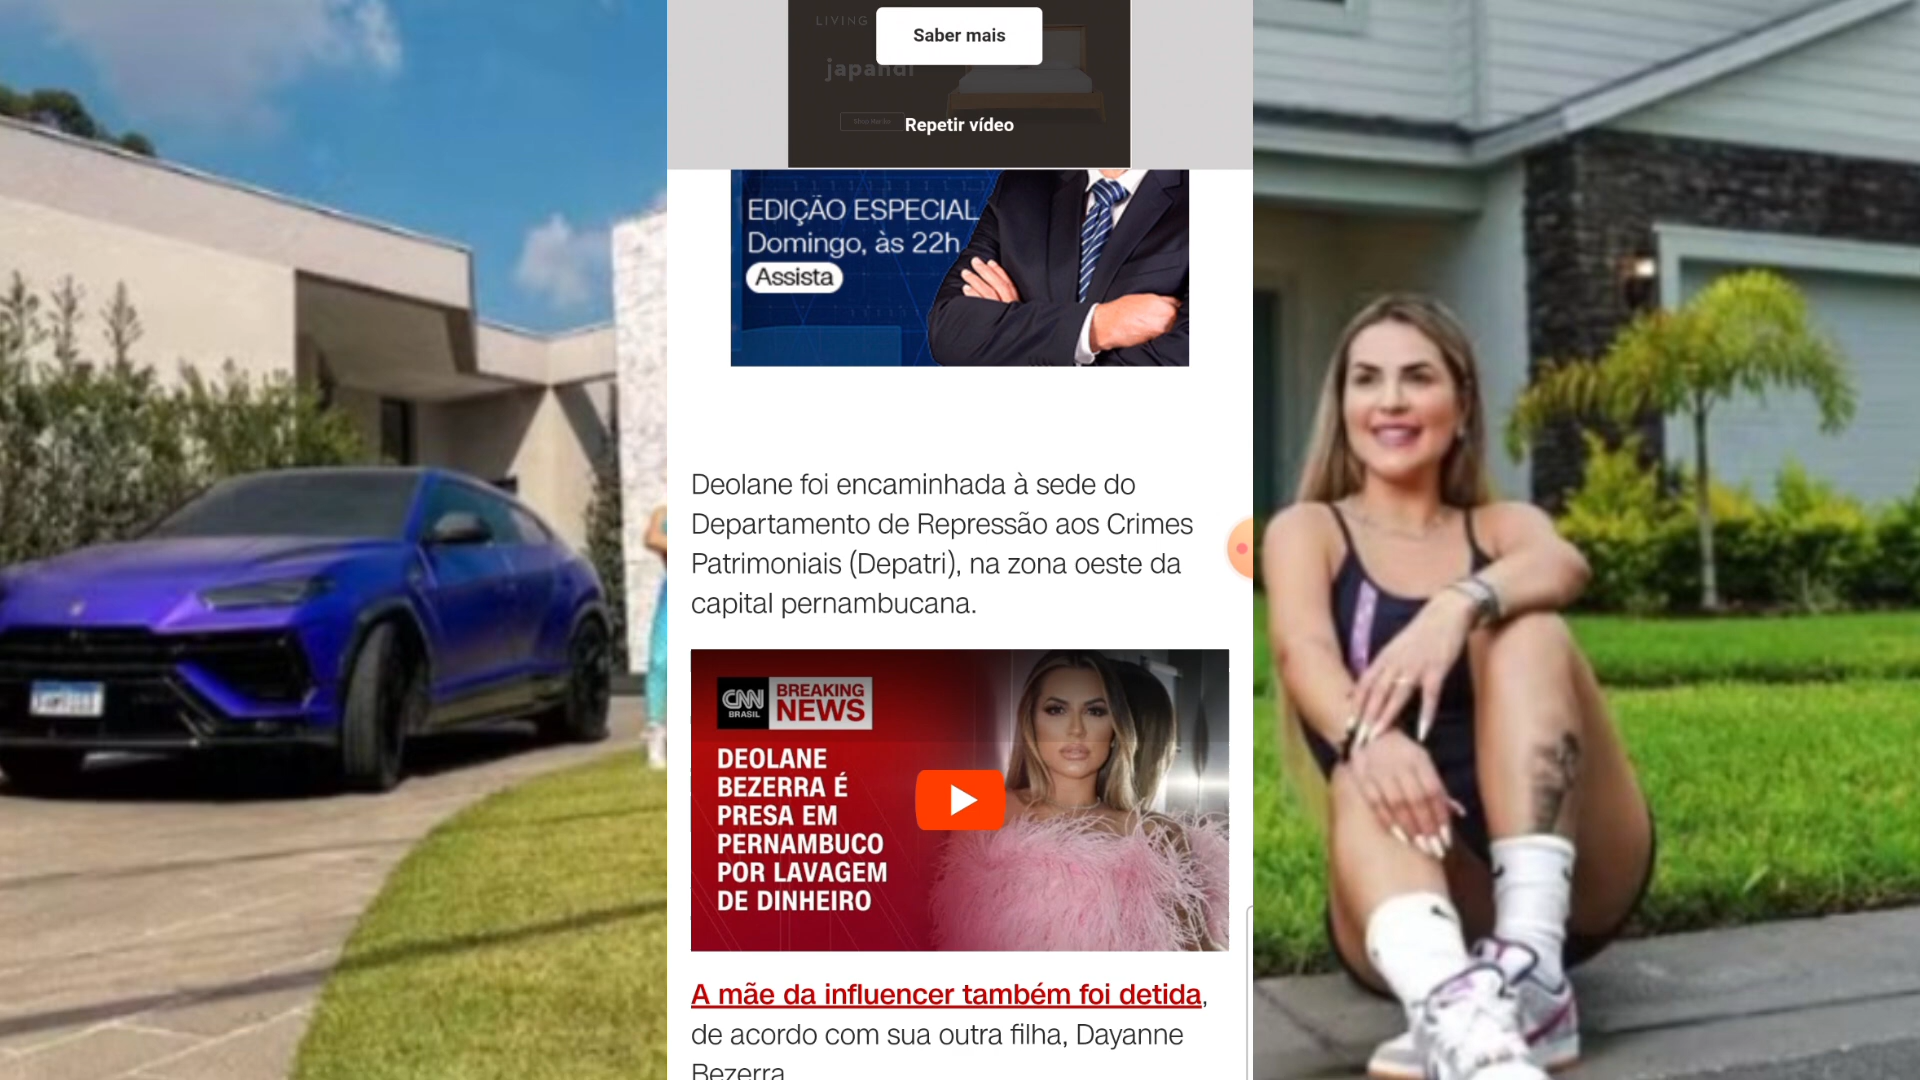 LIVING
Saber mais
japandi
Repetir vídeo
EDIÇÃO ESPECIAL
Domingo, às 22h
Assista
Deolane foi encaminhada à sede do
Departamento de Repressão aos Crimes
Patrimoniais (Depatri), na zona oeste da
capital pernambucana.
CNN
BRASIL
BREAKING
NEWS
DEOLANE
BEZERRA É
PRESA EM
PERNAMBUCO
POR LAVAGEM
DE DINHEIRO
A mãe da influencer também foi detida,
de acordo com sua outra filha, Dayanne
Bezerra